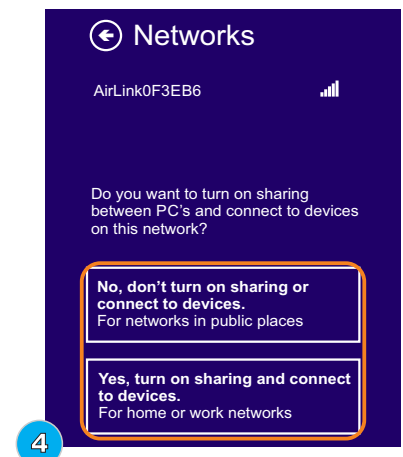 Networks
AirLink0F3EB6
Do you want to turn on sharing
between PC's and connect to devices
on this network?
No, don't turn on sharing or
connect to devices.
For networks in public places
Yes, turn on sharing and connect
to devices.
For home or work networks
4